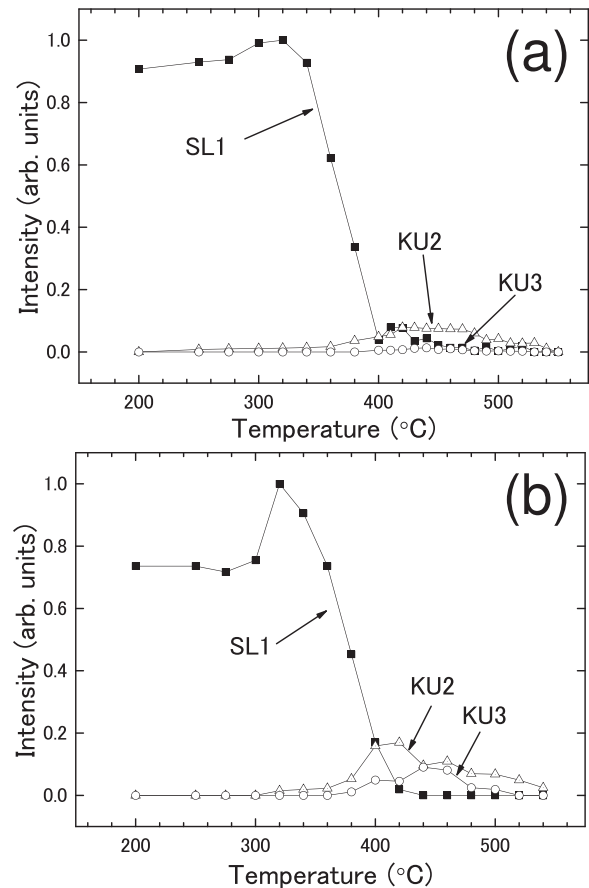 (a)
1.0
0.8
0.6
0.4
0.2
0.0
Intensity (arb. units)
SL1
KU2
KU3
200 300 400 500
Temperature (°C)
(b)
1.0
0.8
0.6
0.4
0.2
0.0
Intensity (arb. units)
SL1
KU2
KU3
200 300 400 500
Temperature (°C)